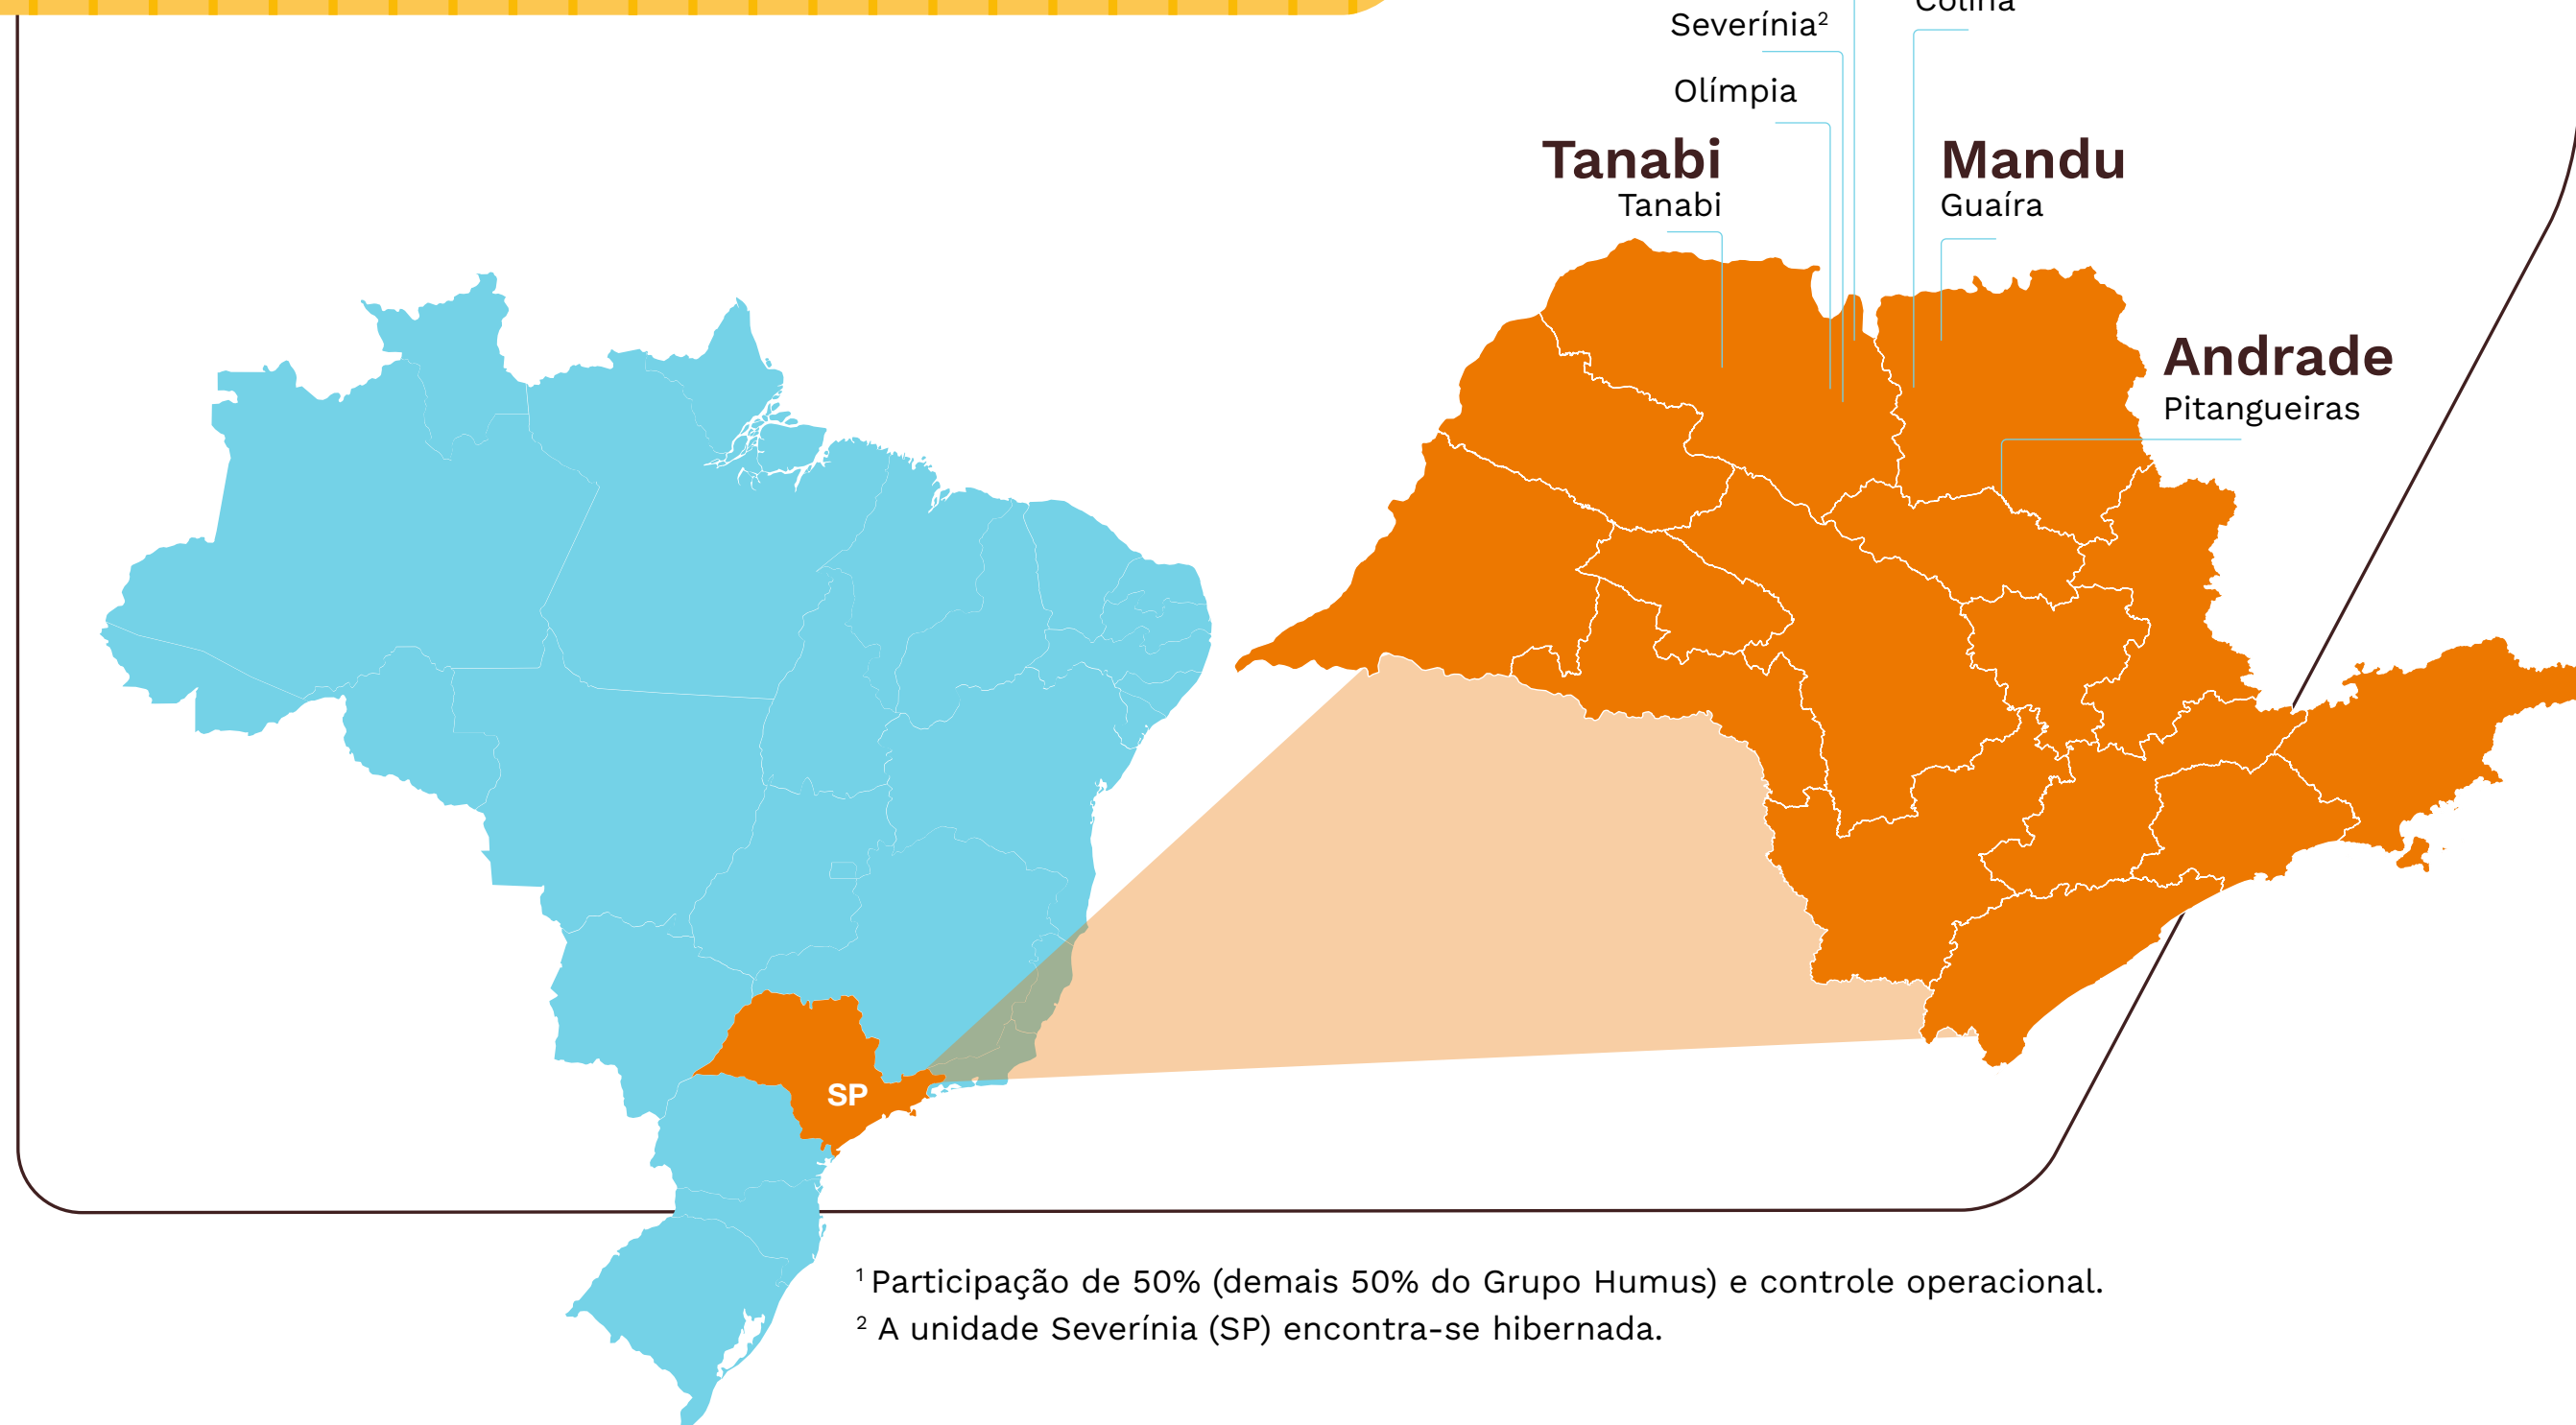 Colina
Severínia²
Olímpia
Tanabi
Tanabi
Mandu
Guaíra
Andrade
Pitangueiras
SP
¹ Participação de 50% (demais 50% do Grupo Humus) e controle operacional.
² A unidade Severínia (SP) encontra-se hibernada.